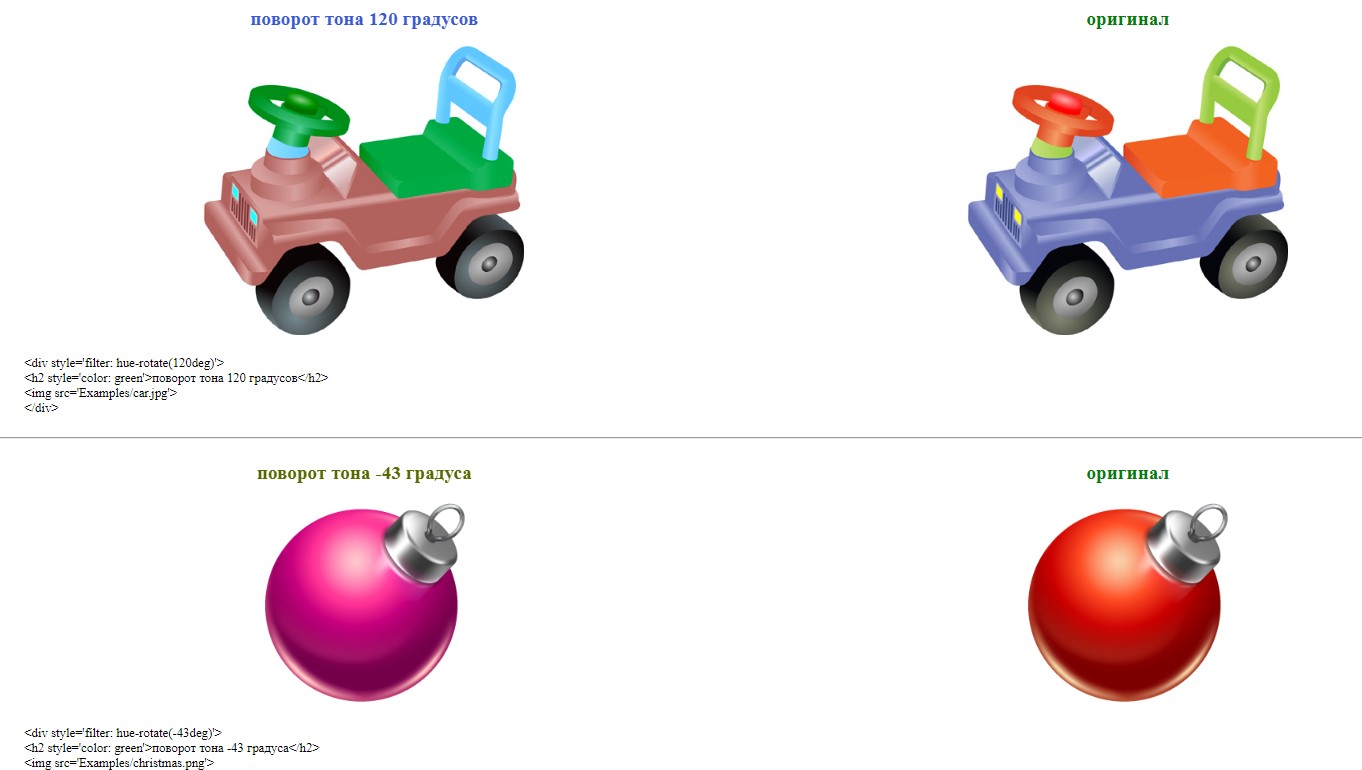 поворот тона 120 градусов
оригинал
<div style='filter: hue-rotate(120deg)'>
<h2 style='color: green'>поворот тона 120 градусов</h2>
<img src='Examples/car.jpg'>
</div>
поворот тона -43 градуса
оригинал
<div style='filter: hue-rotate(-43deg)'>
<h2 style='color: green'>поворот тона -43 градуса</h2>
<img src='Examples/christmas.png'>